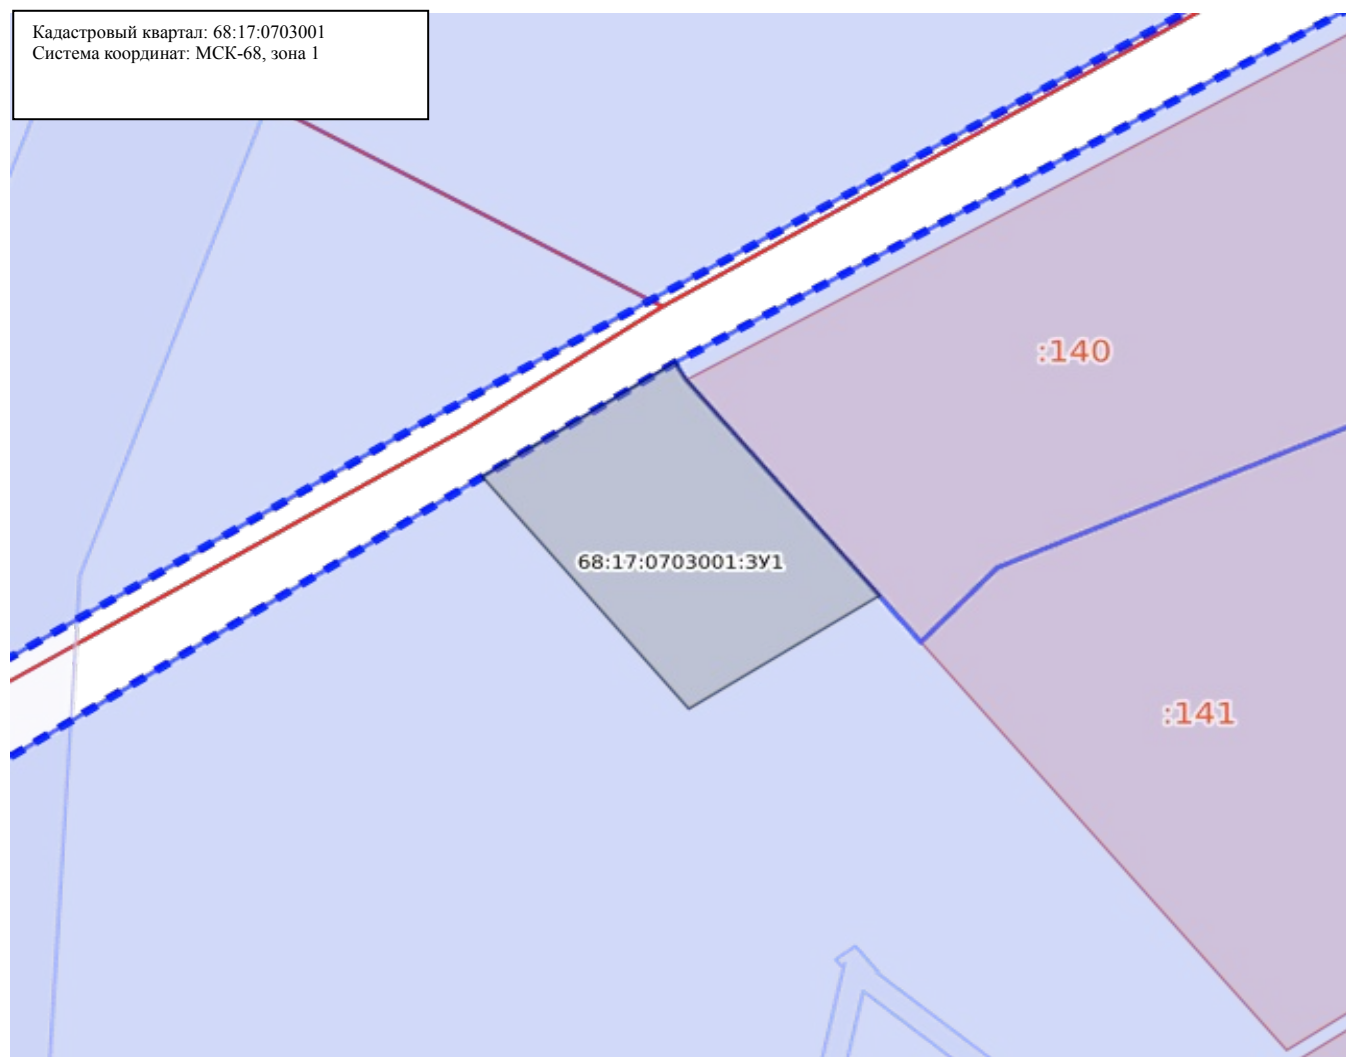 Кадастровый квартал: 68:17:0703001
Система координат: МСК-68, зона 1
:140
68:17:0703001:ЗУ1
:141